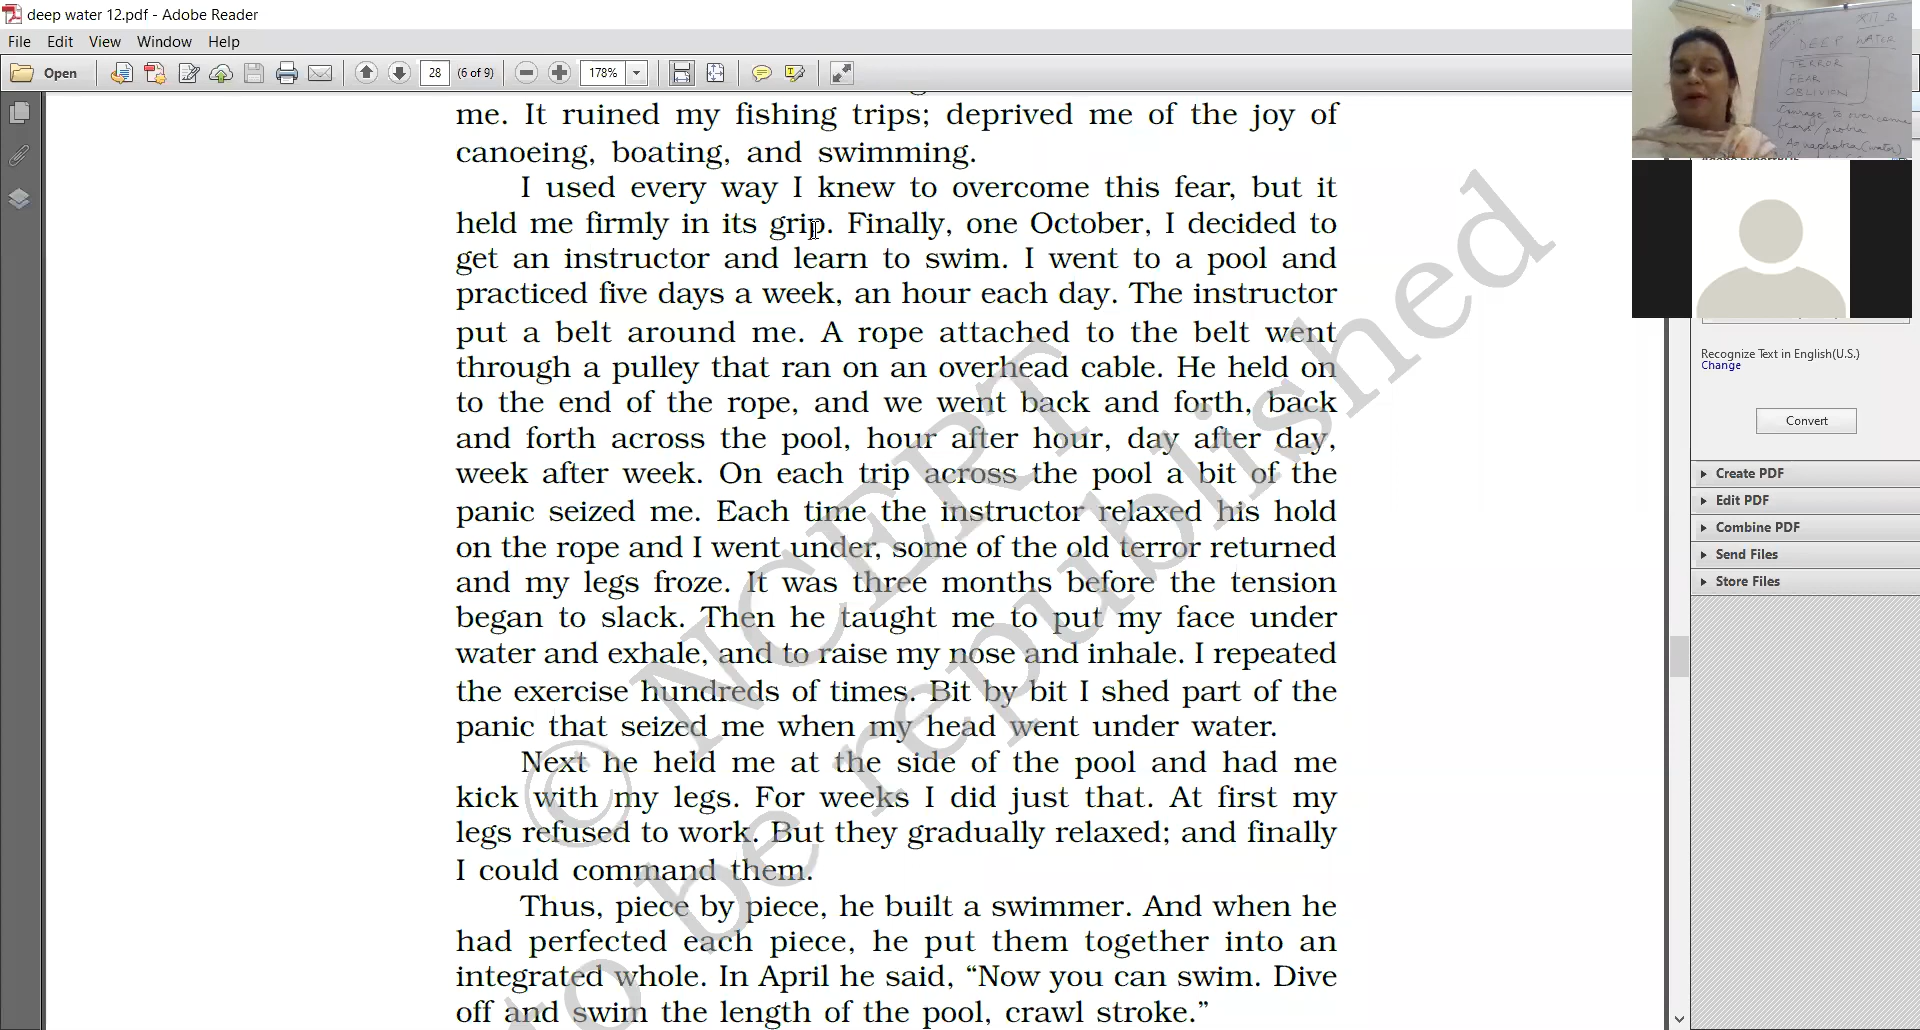 deep water 12.pdf - Adobe Reader
File Edit View Window Help
Open 28 (6 of 9) 178%
me. It ruined my fishing trips; deprived me of the joy of
canoeing, boating, and swimming.
I used every way I knew to overcome this fear, but it
held me firmly in its grip. Finally, one October, I decided to
get an instructor and learn to swim. I went to a pool and
practiced five days a week, an hour each day. The instructor
put a belt around me. A rope attached to the belt went
through a pulley that ran on an overhead cable. He held on
to the end of the rope, and we went back and forth, back
and forth across the pool, hour after hour, day after day,
week after week. On each trip across the pool a bit of the
panic seized me. Each time the instructor relaxed his hold
on the rope and I went under, some of the old terror returned
and my legs froze. It was three months before the tension
began to slack. Then he taught me to put my face under
water and exhale, and to raise my nose and inhale. I repeated
the exercise hundreds of times. Bit by bit I shed part of the
panic that seized me when my head went under water.
Next he held me at the side of the pool and had me
kick with my legs. For weeks I did just that. At first my
legs refused to work. But they gradually relaxed; and finally
I could command them.
Thus, piece by piece, he built a swimmer. And when he
had perfected each piece, he put them together into an
integrated whole. In April he said, “Now you can swim. Dive
off and swim the length of the pool, crawl stroke.”
© NCERT
to be republished
XII B
DEEP WATER
TERROR
FEAR
OBLIVION
Courage to overcome
fears/phobia
(water)
Recognize Text in English(U.S.)
Change
Convert
Create PDF
Edit PDF
Combine PDF
Send Files
Store Files